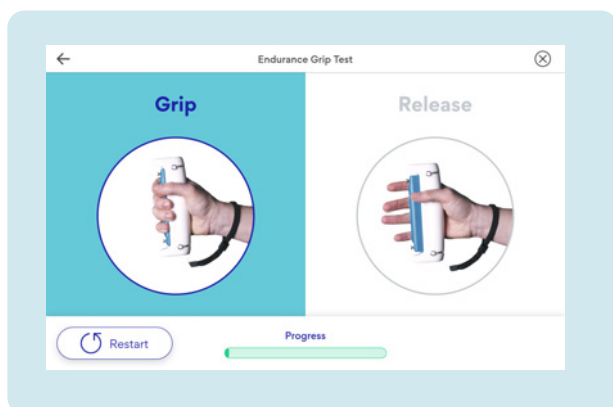 Endurance Grip Test
Grip
Release
Restart
Progress